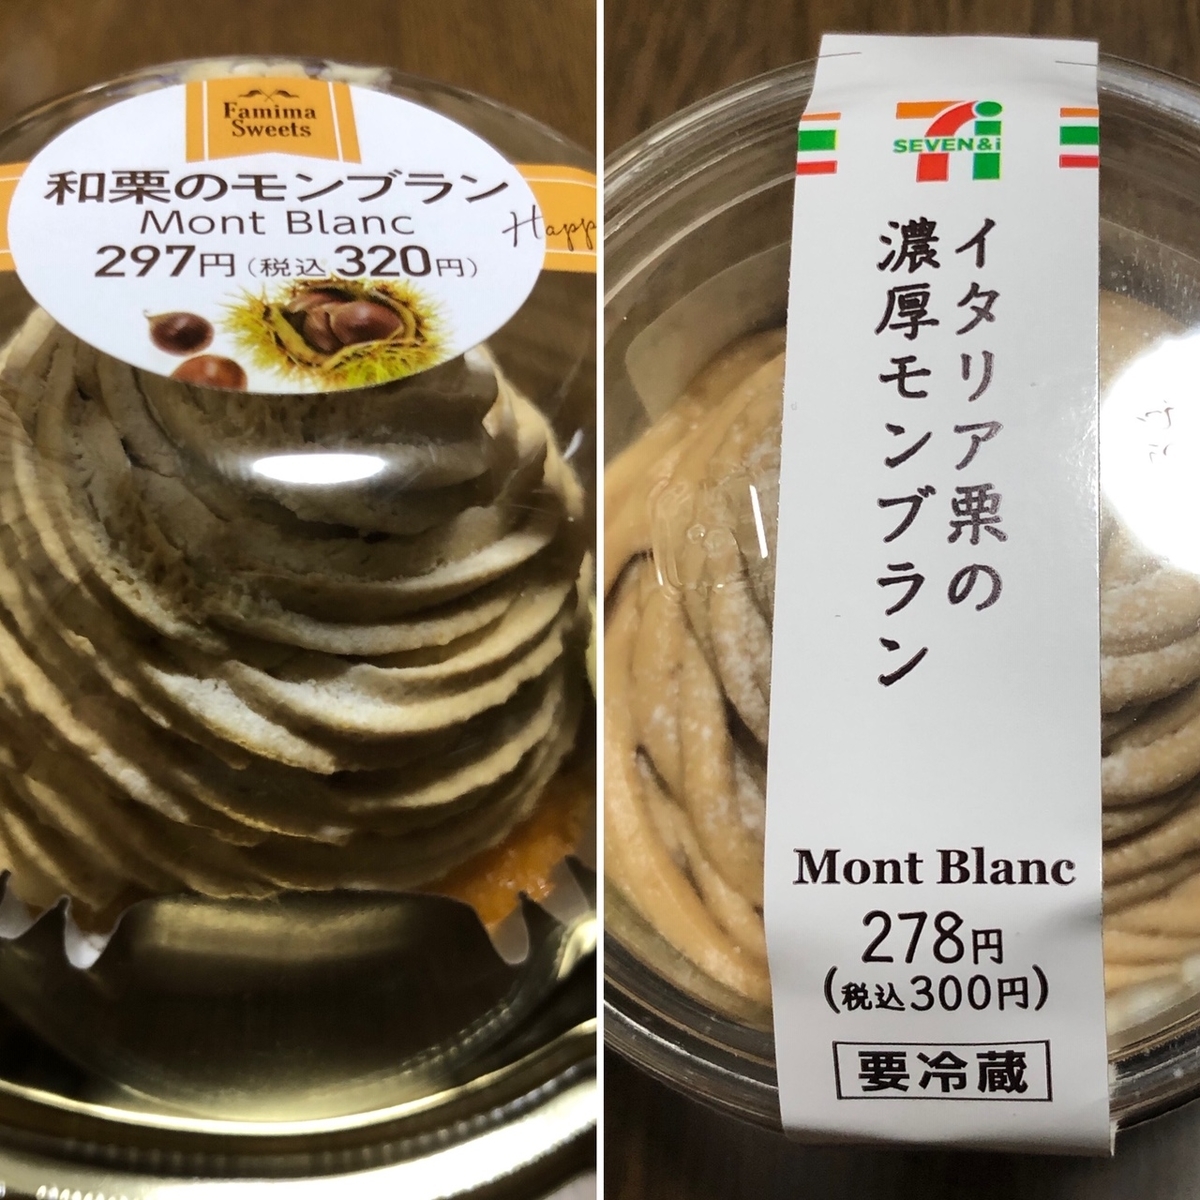 Famima
Sweets
和栗のモンブラン
Mont Blanc
297円(税込 320円)
SEVEN&i
イタリア栗の
濃厚モンブラン
Mont Blanc
278円
(税込300円)
要冷蔵